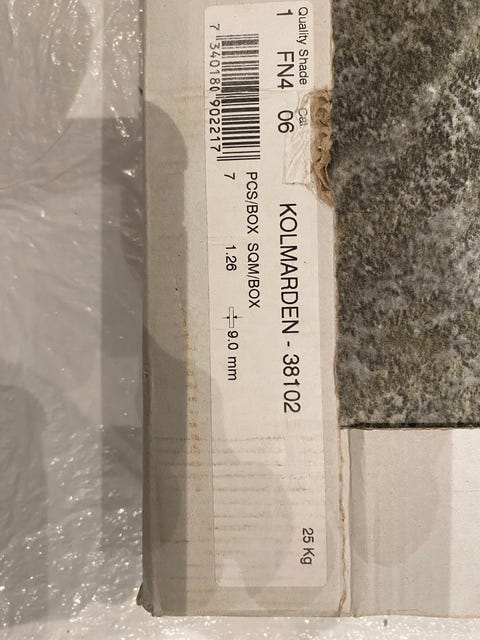 Quality Shade Cal.
1 FN4 06
KOLMARDEN - 38102
25 Kg
PCS/BOX SQM/BOX
7 1.26 9.0 mm
7 340180 902217